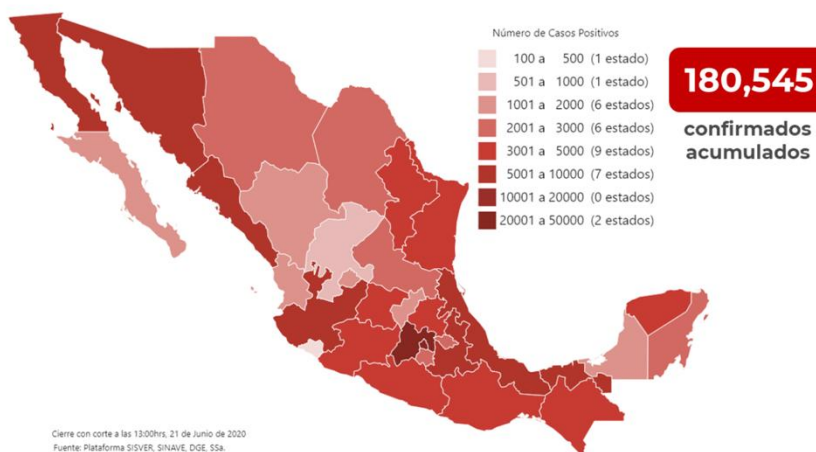 Número de Casos Positivos
100 a 500 (1 estado)
501 a 1000 (1 estado)
1001 a 2000 (6 estados)
2001 a 3000 (6 estados)
3001 a 5000 (9 estados)
5001 a 10000 (7 estados)
10001 a 20000 (0 estados)
20001 a 50000 (2 estados)
180,545
confirmados
acumulados
Cierre con corte a las 13:00hrs, 21 de Junio de 2020
Fuente: Plataforma SISVER, SINAVE, DGE, SSa.